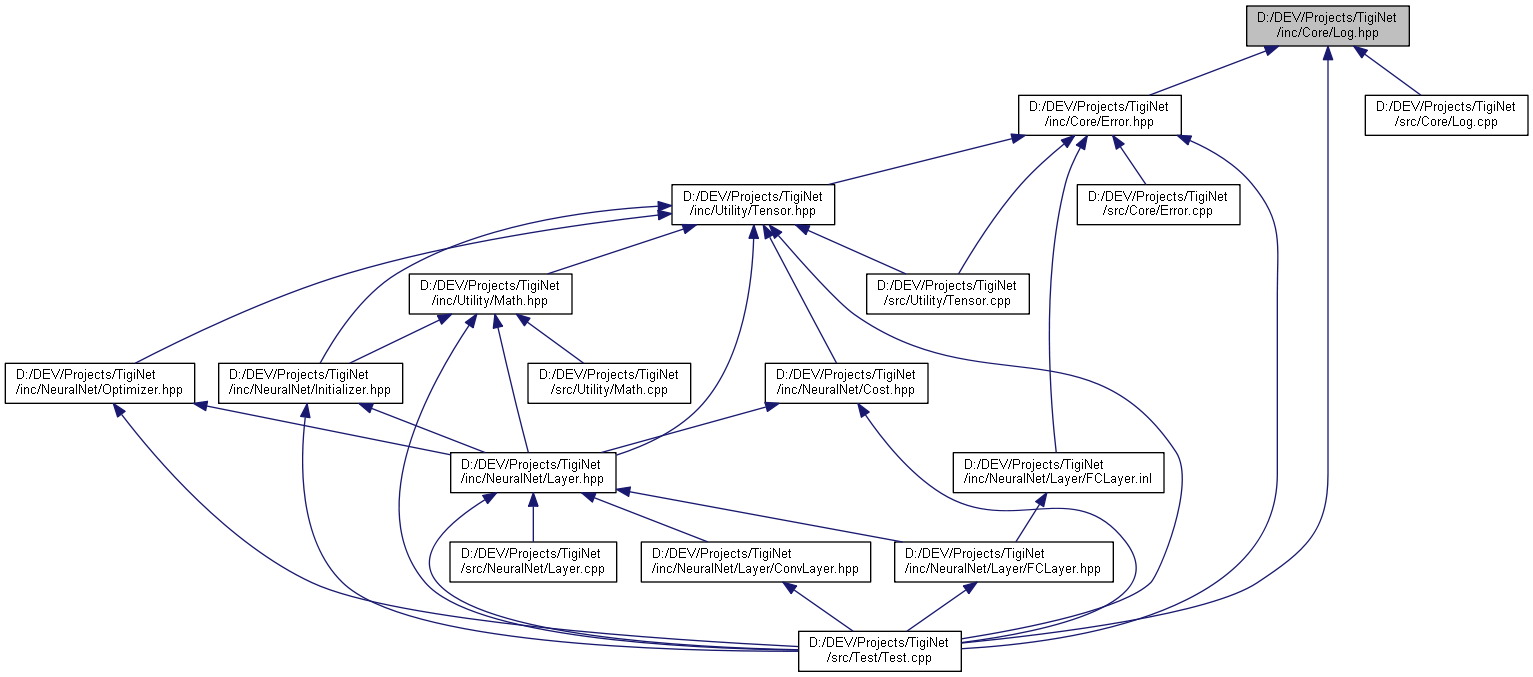 D:/DEV/Projects/TigiNet
/inc/Core/Log.hpp
D:/DEV/Projects/TigiNet
/inc/Core/Error.hpp
D:/DEV/Projects/TigiNet
/src/Core/Log.cpp
D:/DEV/Projects/TigiNet
/inc/Utility/Tensor.hpp
D:/DEV/Projects/TigiNet
/src/Core/Error.cpp
D:/DEV/Projects/TigiNet
/inc/Utility/Math.hpp
D:/DEV/Projects/TigiNet
/src/Utility/Tensor.cpp
D:/DEV/Projects/TigiNet
/inc/NeuralNet/Optimizer.hpp
D:/DEV/Projects/TigiNet
/inc/NeuralNet/Initializer.hpp
D:/DEV/Projects/TigiNet
/src/Utility/Math.cpp
D:/DEV/Projects/TigiNet
/inc/NeuralNet/Cost.hpp
D:/DEV/Projects/TigiNet
/inc/NeuralNet/Layer.hpp
D:/DEV/Projects/TigiNet
/inc/NeuralNet/Layer/FCLayer.inl
D:/DEV/Projects/TigiNet
/src/NeuralNet/Layer.cpp
D:/DEV/Projects/TigiNet
/inc/NeuralNet/Layer/ConvLayer.hpp
D:/DEV/Projects/TigiNet
/inc/NeuralNet/Layer/FCLayer.hpp
D:/DEV/Projects/TigiNet
/src/Test/Test.cpp